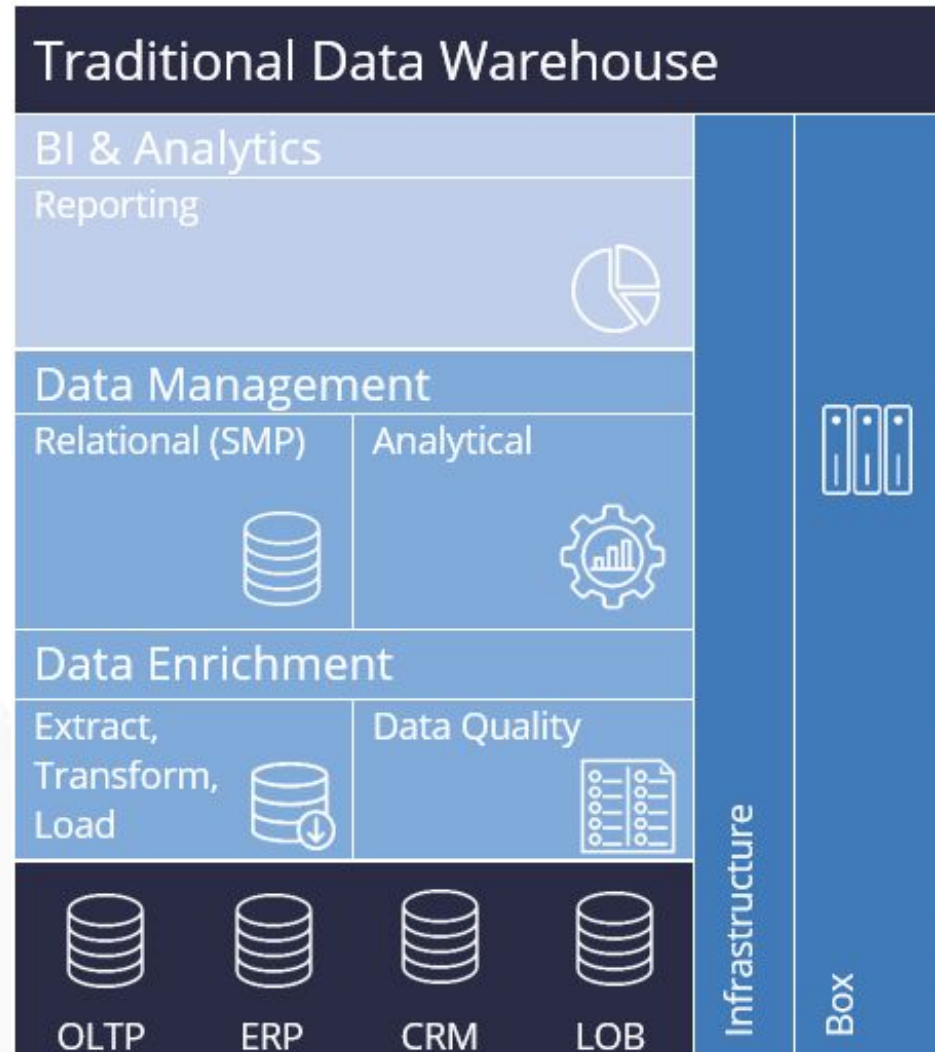 Traditional Data Warehouse
BI & Analytics
Reporting
Data Management
Relational (SMP)
Analytical
Data Enrichment
Extract,
Transform,
Load
Data Quality
OLTP
ERP
CRM
LOB
Infrastructure
Box